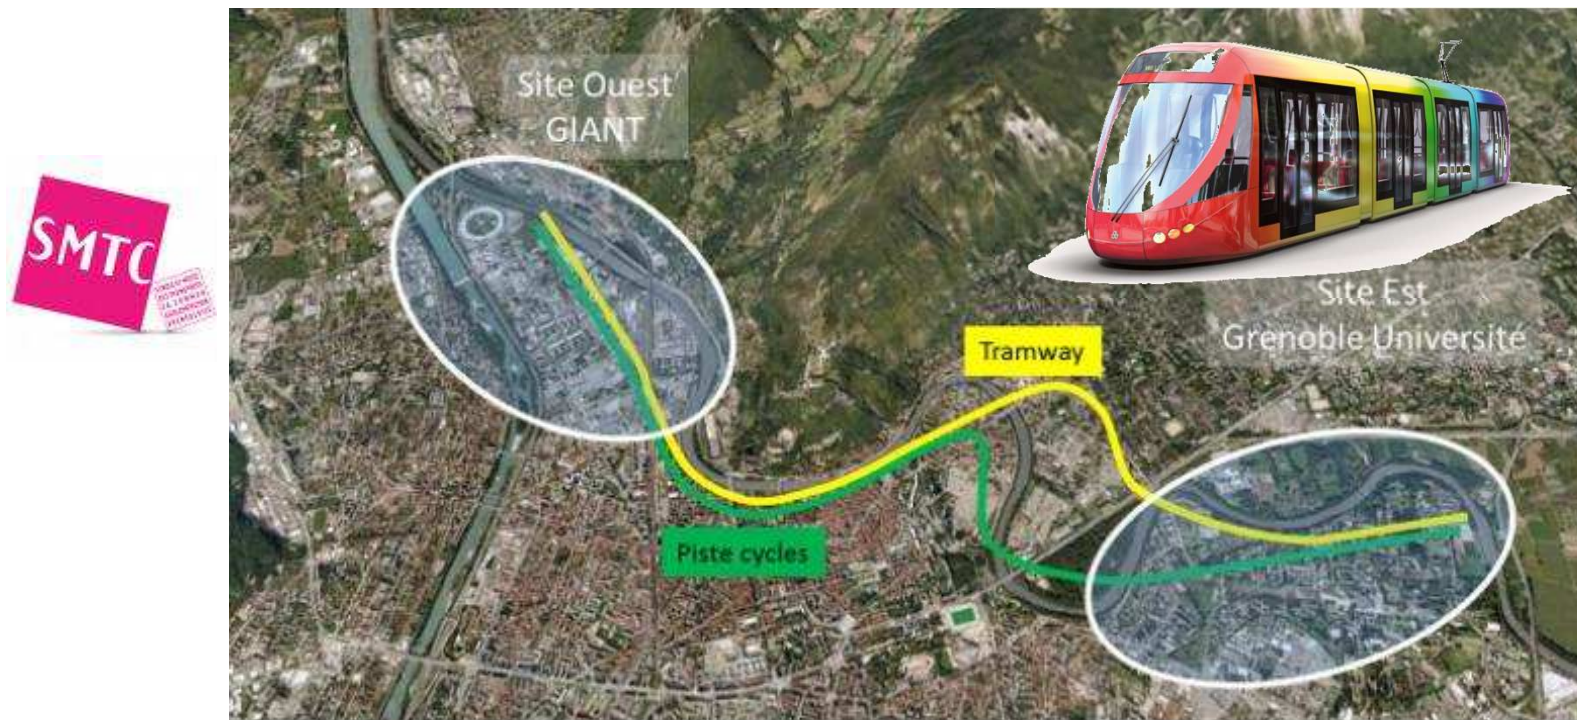 Site Ouest
GIANT
SMTC
Site Est
Grenoble Université
Tramway
Piste cycles